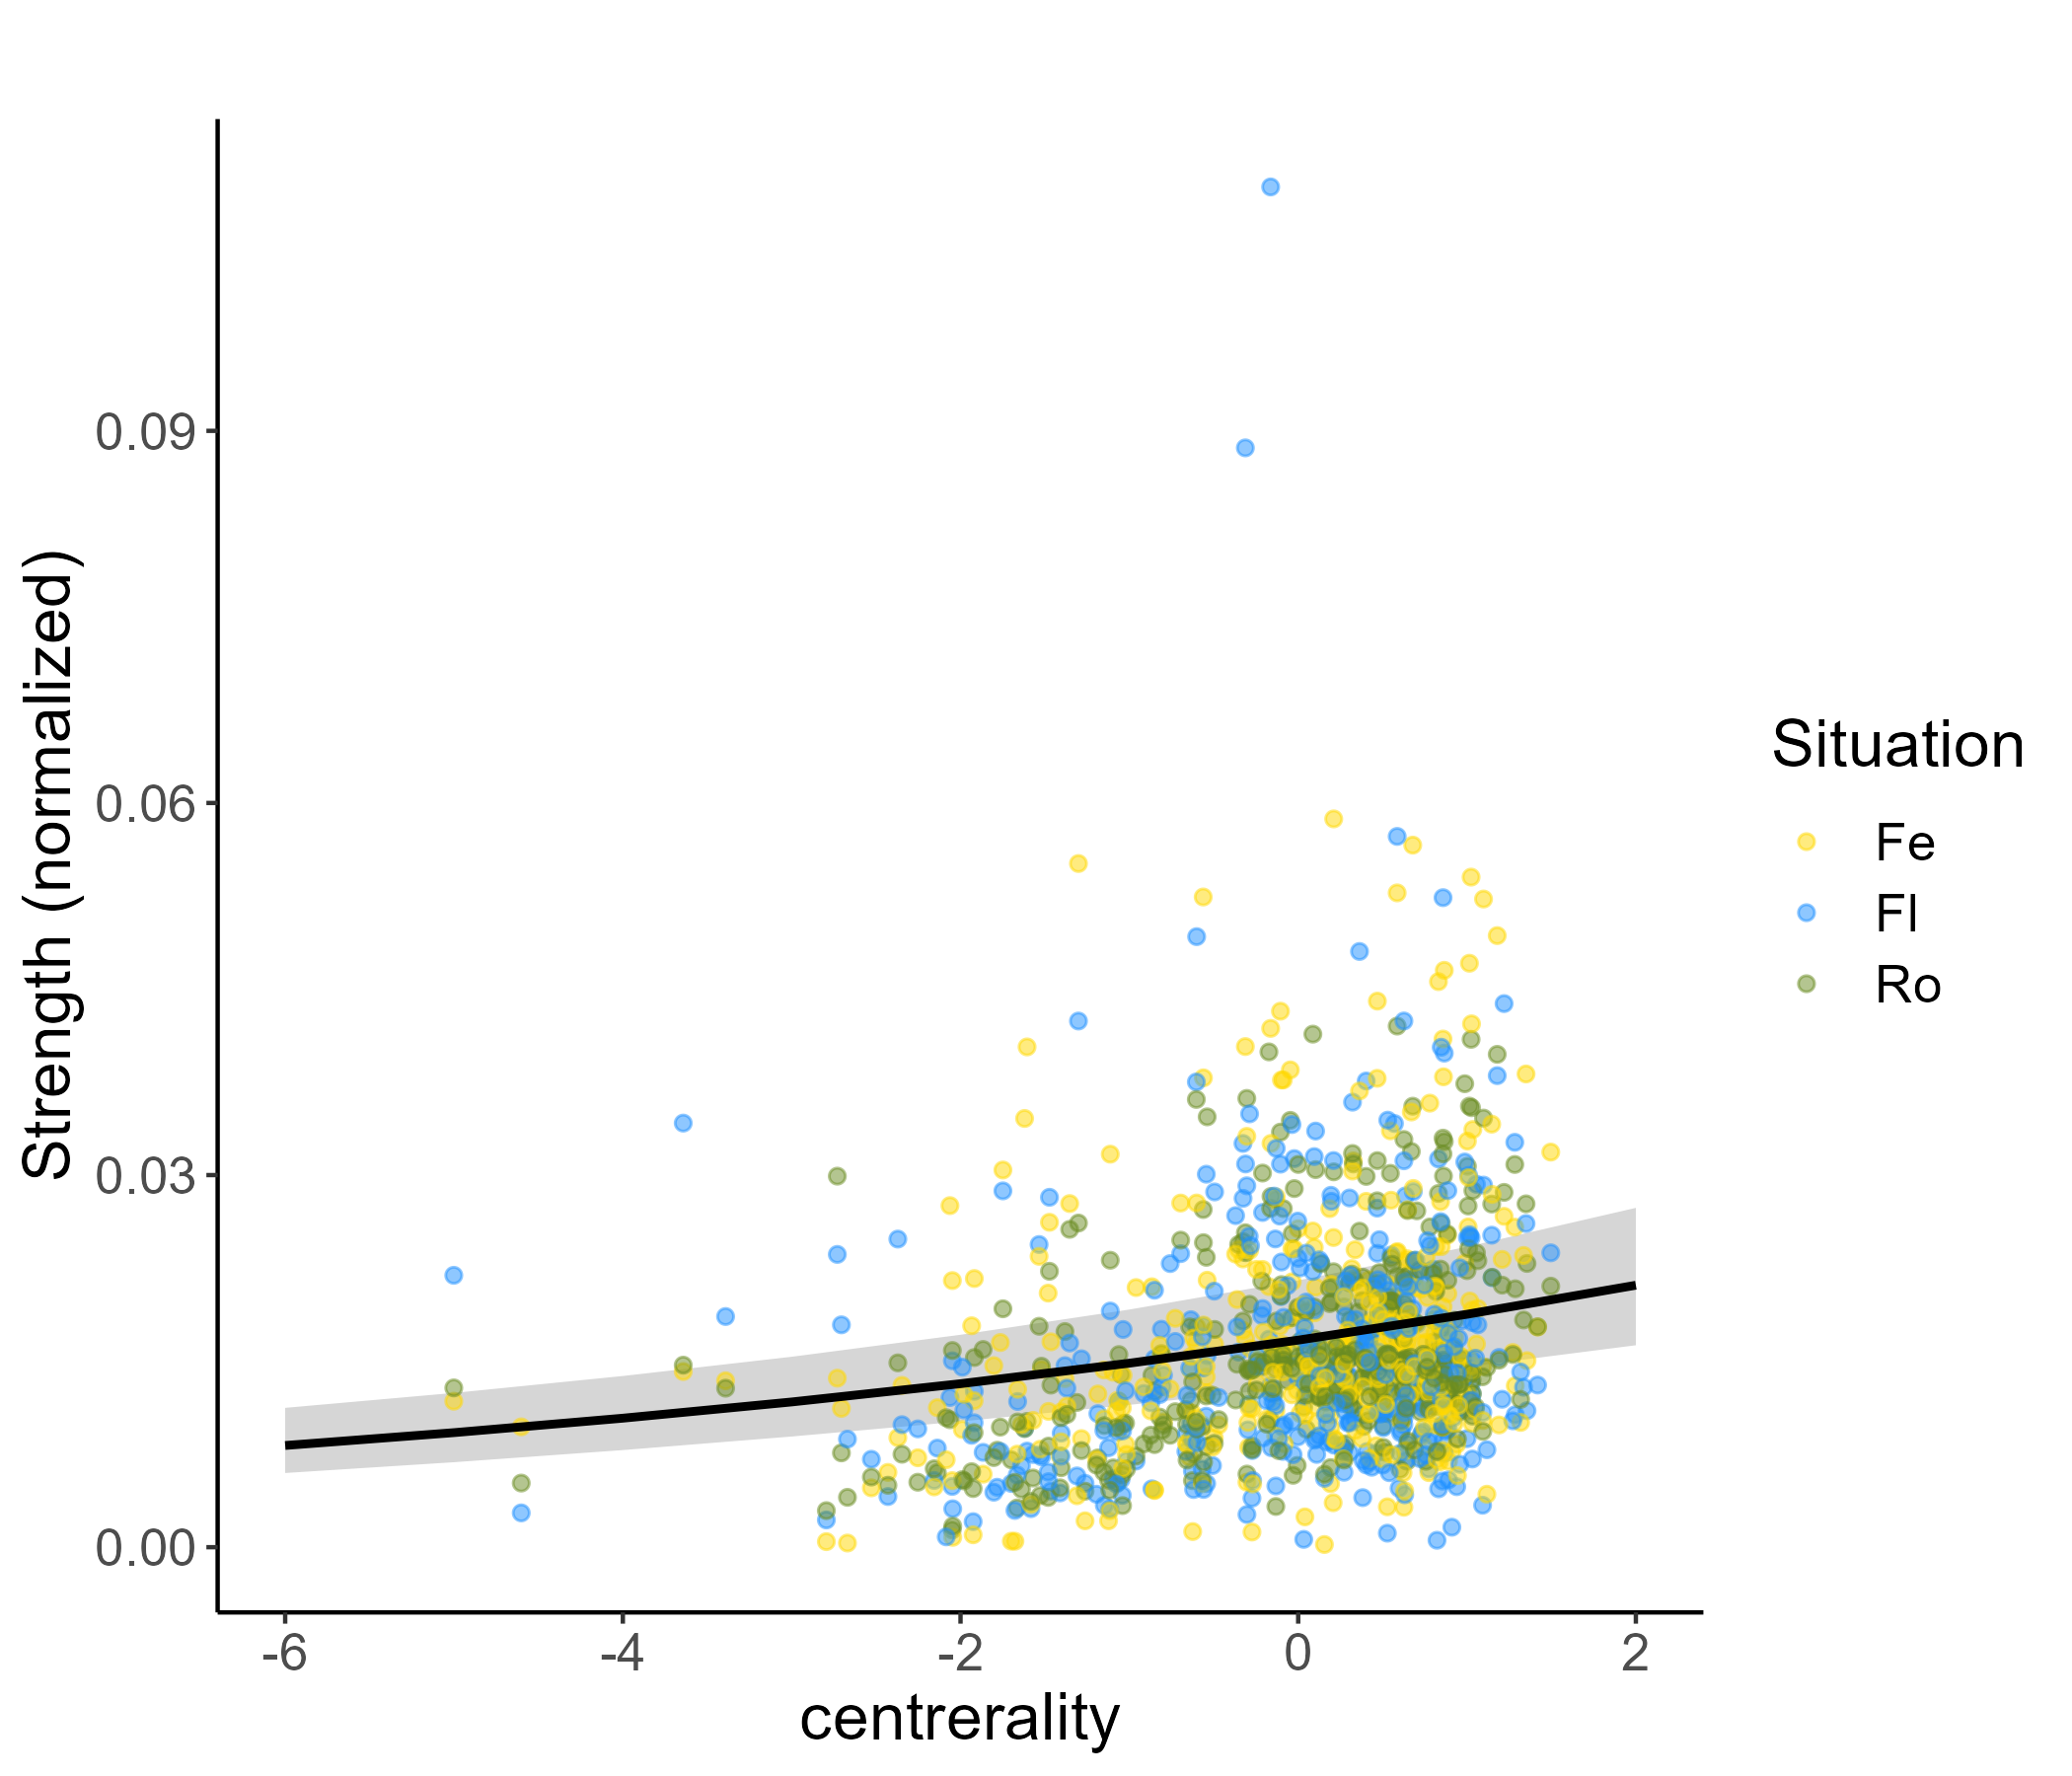 0.09
0.06
0.03
0.00
Strength (normalized)
-6
-4
-2
0
2
centrerality
Situation
Fe
Fl
Ro